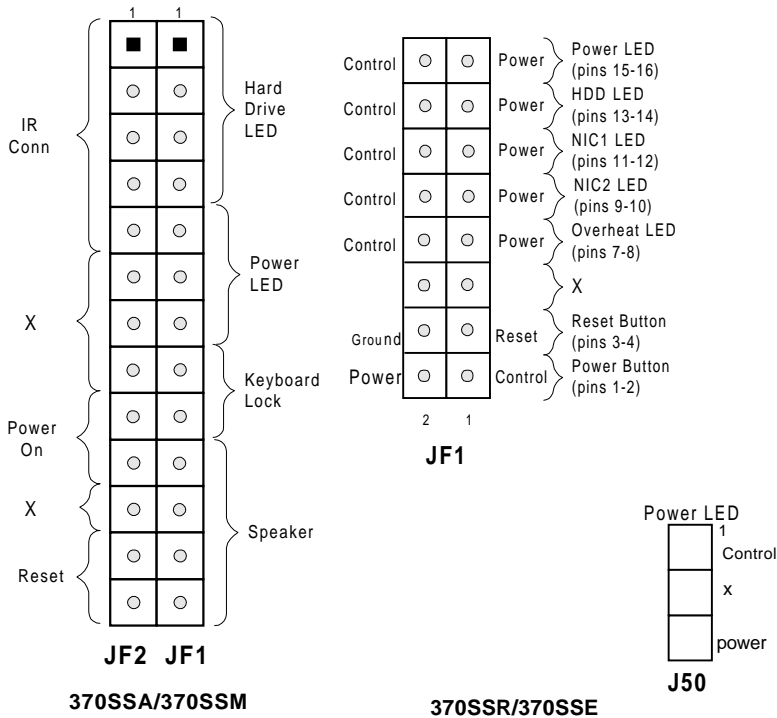 1 1
IR
Conn
X
Power
On
X
Reset
Hard
Drive
LED
Power
LED
Keyboard
Lock
Speaker
JF2 JF1
370SSA/370SSM
Control Power Power LED
(pins 15-16)
Control Power HDD LED
(pins 13-14)
Control Power NIC1 LED
(pins 11-12)
Control Power NIC2 LED
(pins 9-10)
Control Power Overheat LED
(pins 7-8)
X
Ground Reset Reset Button
(pins 3-4)
Power Control Power Button
(pins 1-2)
2 1
JF1
Power LED
1
Control
x
power
J50
370SSR/370SSE